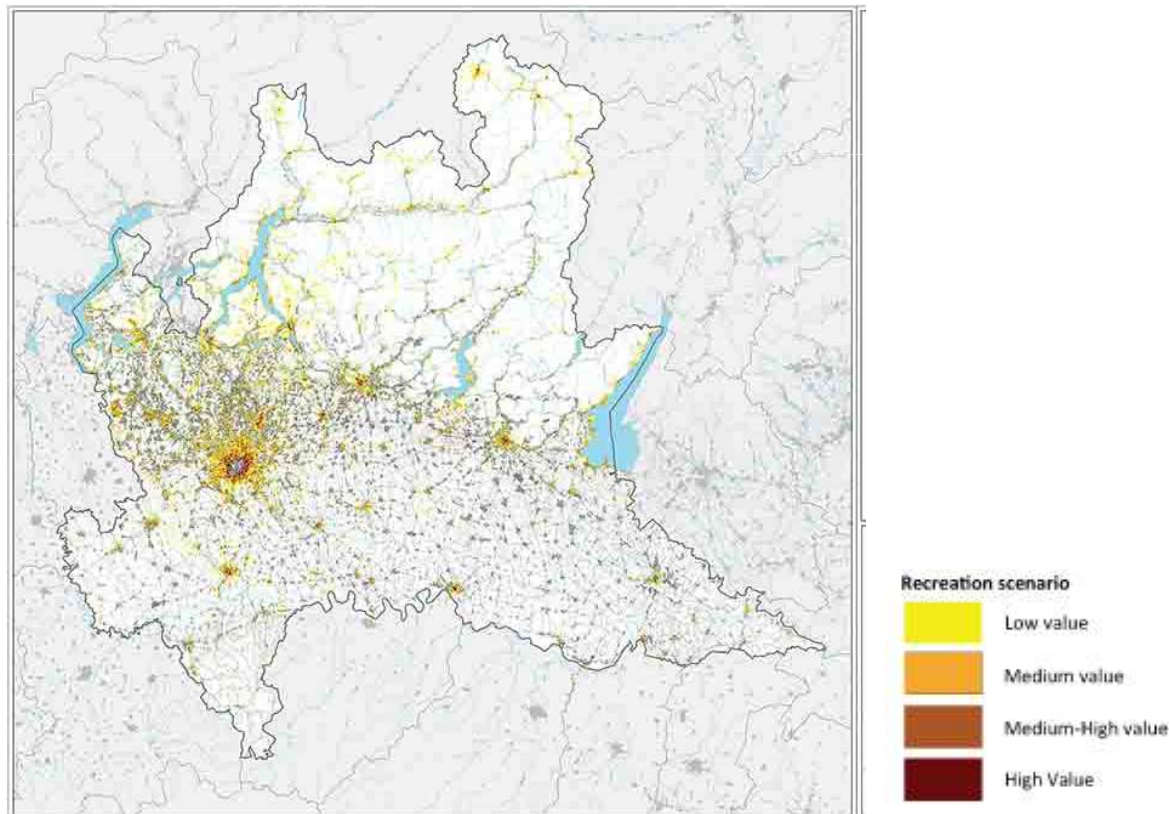 Recreation scenario
Low value
Medium value
Medium-High value
High Value